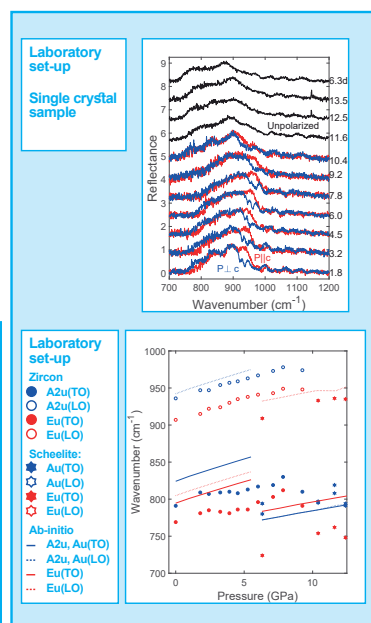 Laboratory
set-up
Single crystal
sample
9
8
7
6
5
4
3
2
1
0
Reflectance
6.3d
13.5
12.5
Unpolarized
11.6
10.4
9.2
7.8
6.0
4.5
3.2
1.8
P||c
P⊥ c
700 800 900 1000 1100 1200
Wavenumber (cm-1)
Laboratory
set-up
Zircon
A2u(TO)
A2u(LO)
Eu(TO)
Eu(LO)
Scheelite:
Au(TO)
Au(LO)
Eu(TO)
Eu(LO)
Ab-initio
A2u, Au(TO)
A2u, Au(LO)
Eu(TO)
Eu(LO)
1000
950
900
850
800
750
700
Wavenumber (cm-1)
0 5 10
Pressure (GPa)